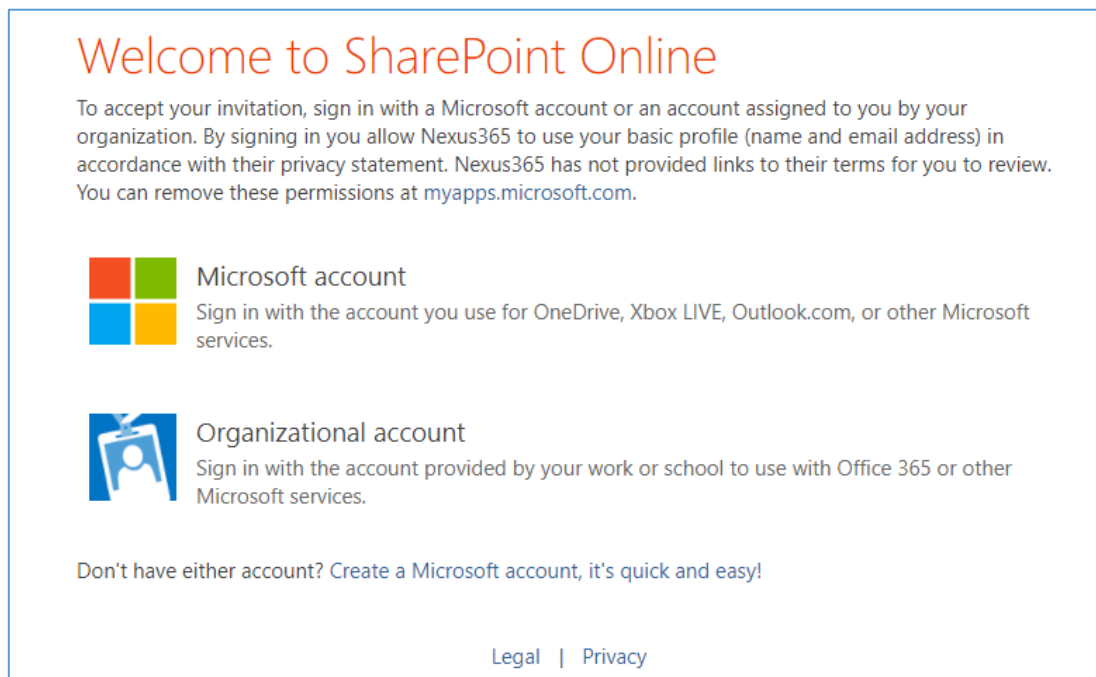 Welcome to SharePoint Online
To accept your invitation, sign in with a Microsoft account or an account assigned to you by your
organization. By signing in you allow Nexus365 to use your basic profile (name and email address) in
accordance with their privacy statement. Nexus365 has not provided links to their terms for you to review.
You can remove these permissions at myapps.microsoft.com.
Microsoft account
Sign in with the account you use for OneDrive, Xbox LIVE, Outlook.com, or other Microsoft
services.
Organizational account
Sign in with the account provided by your work or school to use with Office 365 or other
Microsoft services.
Don't have either account? Create a Microsoft account, it's quick and easy!
Legal | Privacy